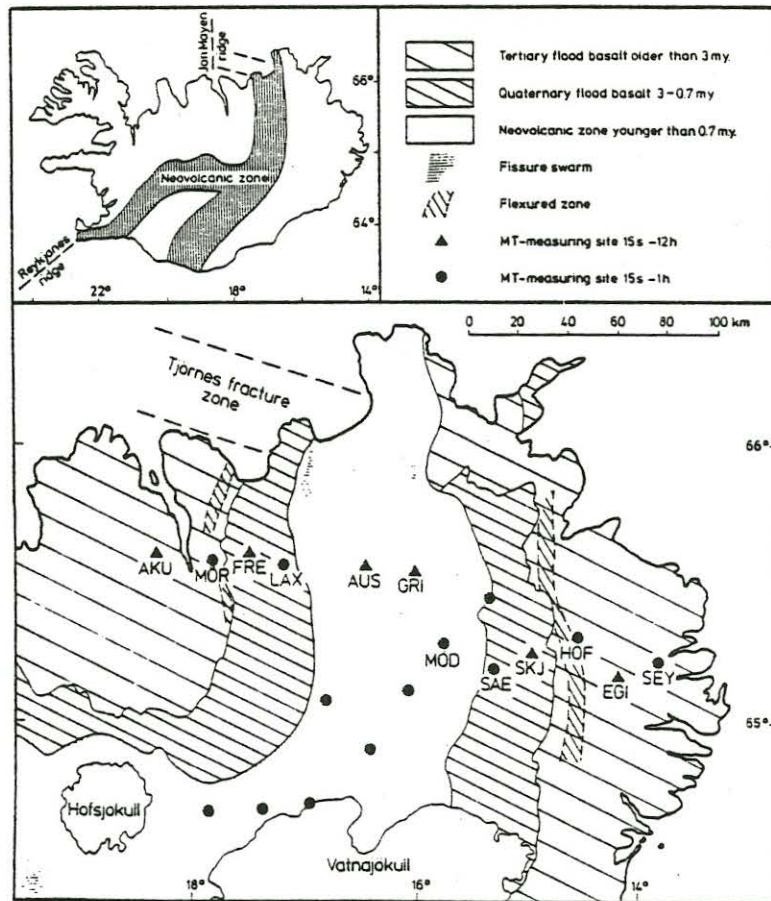 Jan Mayen
ridge
66°
Neovolcanic zone
64°
Reykjanes
ridge
22°
18°
14°
Tertiary flood basalt older than 3 my.
Quaternary flood basalt 3-0.7 my
Neovolcanic zone younger than 0.7 my.
Fissure swarm
Flexured zone
MT-measuring site 15s -12h
MT-measuring site 15s -1h
0 20 40 60 80 100 km
Tjörnes fracture
zone
66°
AKU
MOR
FRE
LAX
AUS
GRI
MOD
SAE
SKJ
HOF
EGI
SEY
65°
Hofsjokull
Vatnajokull
18°
16°
14°